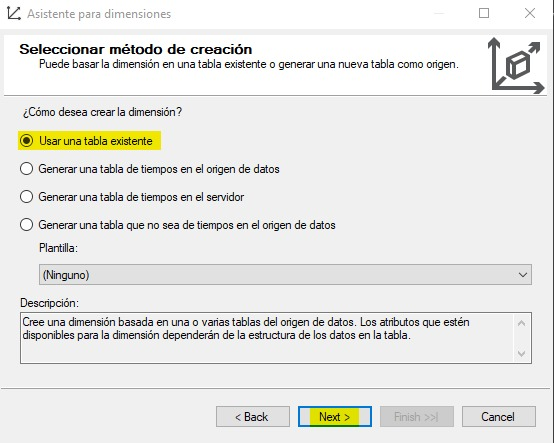 Asistente para dimensiones
Seleccionar método de creación
Puede basar la dimensión en una tabla existente o generar una nueva tabla como origen.
¿Cómo desea crear la dimensión?
Usar una tabla existente
Generar una tabla de tiempos en el origen de datos
Generar una tabla de tiempos en el servidor
Generar una tabla que no sea de tiempos en el origen de datos
Plantilla:
(Ninguno)
Descripción:
Cree una dimensión basada en una o varias tablas del origen de datos. Los atributos que estén
disponibles para la dimensión dependerán de la estructura de los datos en la tabla.
< Back Next > Finish >>| Cancel